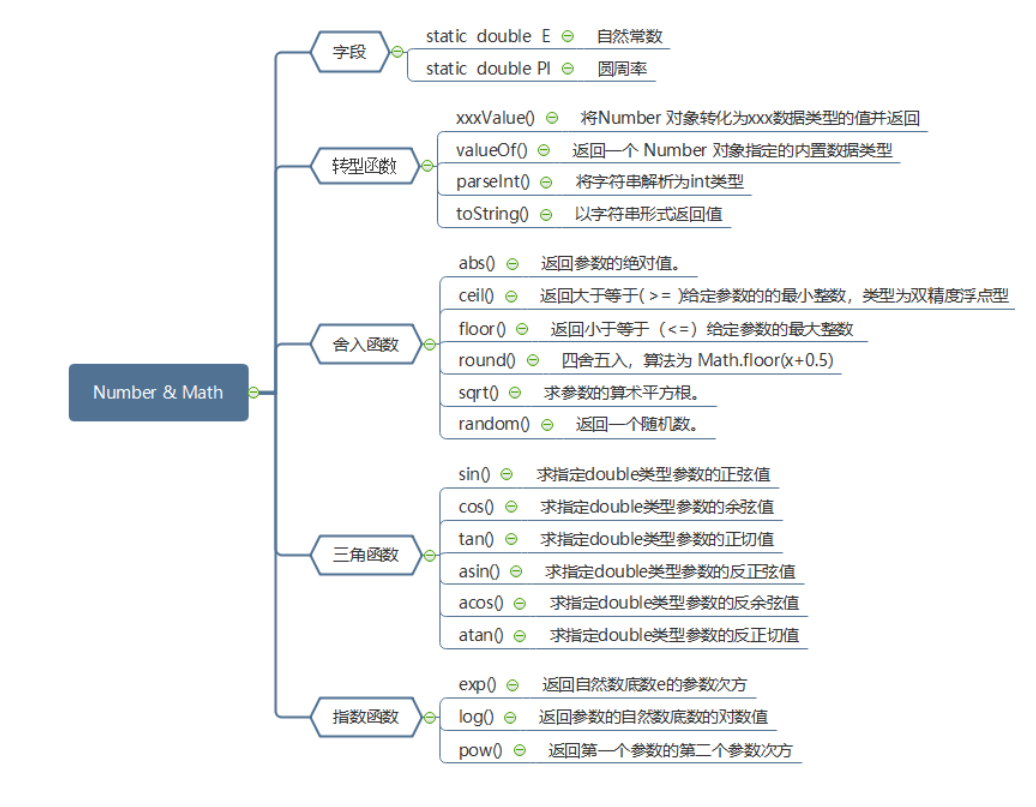 字段
static double E 自然常数
static double PI 圆周率
xxxValue() 将Number 对象转化为xxx数据类型的值并返回
valueOf() 返回一个 Number 对象指定的内置数据类型
转型函数
parseInt() 将字符串解析为int类型
toString() 以字符串形式返回值
abs() 返回参数的绝对值。
ceil() 返回大于等于( >= )给定参数的的最小整数，类型为双精度浮点型
floor() 返回小于等于（<=）给定参数的最大整数
舍入函数
round() 四舍五入，算法为 Math.floor(x+0.5)
Number & Math
sqrt() 求参数的算术平方根。
random() 返回一个随机数。
sin() 求指定double类型参数的正弦值
cos() 求指定double类型参数的余弦值
tan() 求指定double类型参数的正切值
三角函数
asin() 求指定double类型参数的反正弦值
acos() 求指定double类型参数的反余弦值
atan() 求指定double类型参数的反正切值
exp() 返回自然数底数e的参数次方
指数函数
log() 返回参数的自然数底数的对数值
pow() 返回第一个参数的第二个参数次方